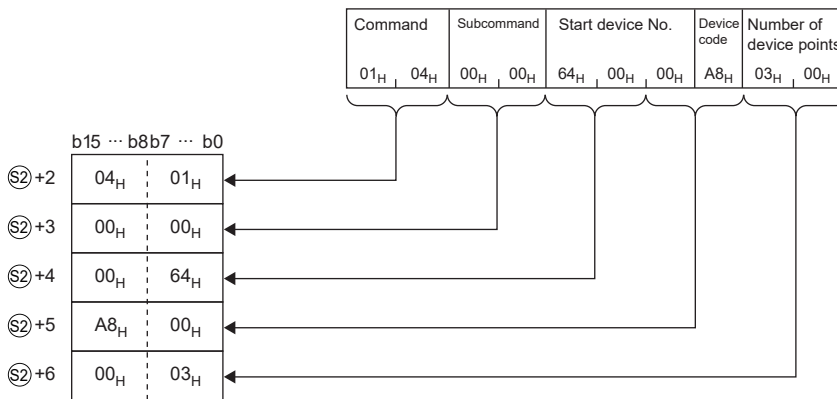 Command Subcommand Start device No. Device code Number of device points
01H 04H 00H 00H 64H 00H 00H A8H 03H 00H
b15 ··· b8 b7 ··· b0
S2 +2 04H 01H
S2 +3 00H 00H
S2 +4 00H 64H
S2 +5 A8H 00H
S2 +6 00H 03H